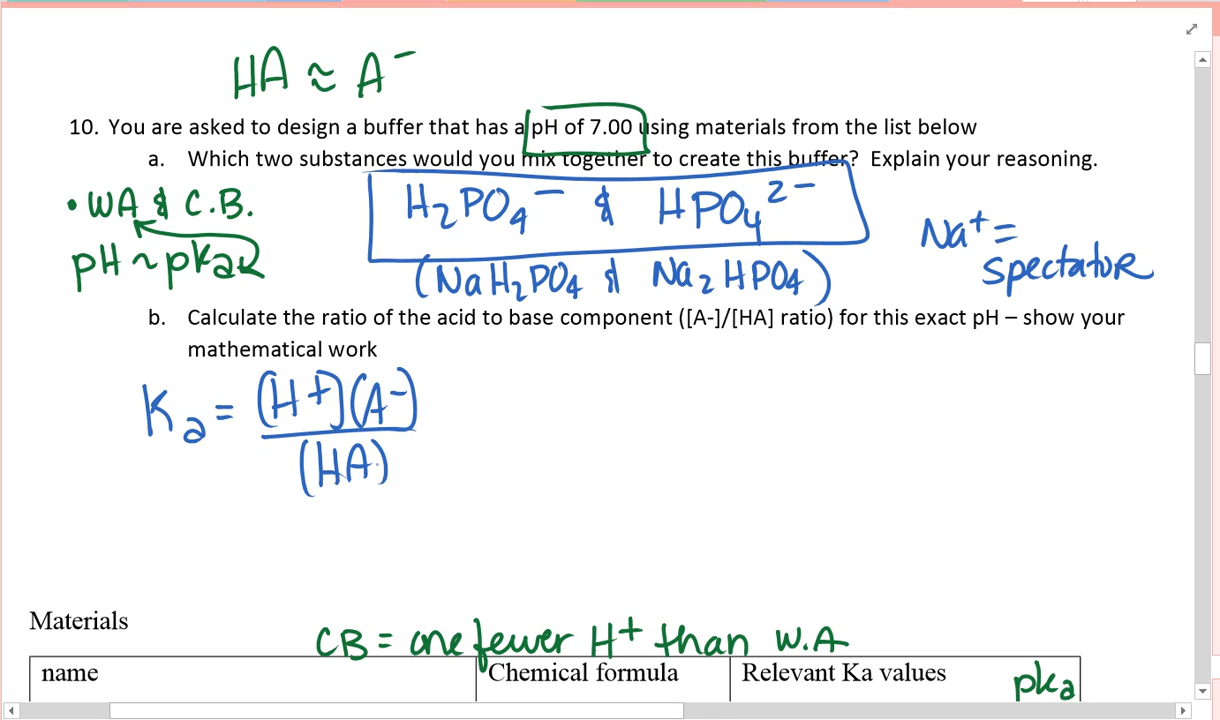 HA ≈ A⁻
10. You are asked to design a buffer that has a pH of 7.00 using materials from the list below
a. Which two substances would you mix together to create this buffer? Explain your reasoning.
• WA & C.B.
H₂PO₄⁻ & HPO₄²⁻
Na⁺ =
spectator
pH ~ pKa
(NaH₂PO₄ & Na₂HPO₄)
b. Calculate the ratio of the acid to base component ([A-]/[HA] ratio) for this exact pH – show your
mathematical work
Ka = (H+)(A-)
(HA)
Materials
CB = one fewer H+ than W.A
name Chemical formula Relevant Ka values pka